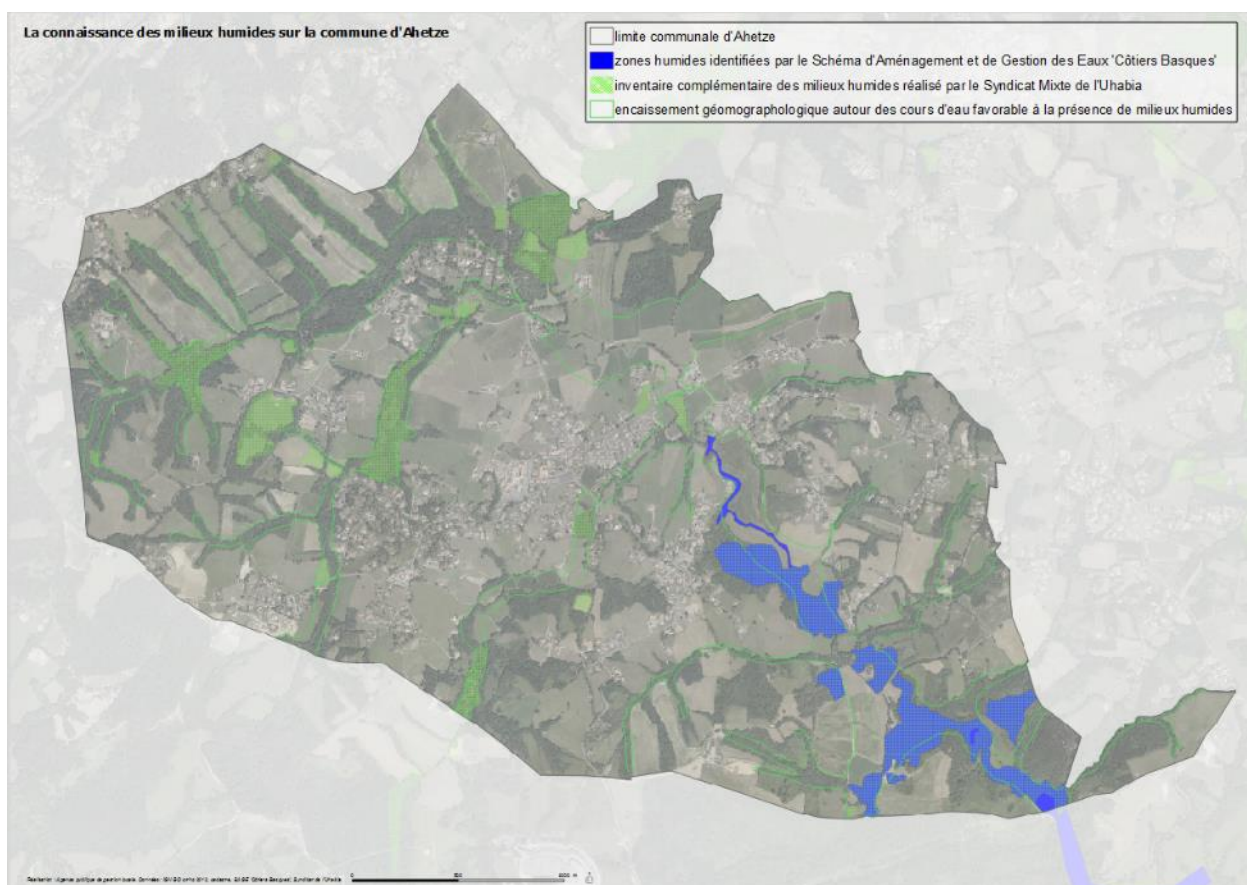 La connaissance des milieux humides sur la commune d'Ahetze
limite communale d'Ahetze
zones humides identifiées par le Schéma d'Aménagement et de Gestion des Eaux 'Côtiers Basques'
inventaire complémentaire des milieux humides réalisé par le Syndicat Mixte de l'Uhabia
encaissement géomographologique autour des cours d'eau favorable à la présence de milieux humides